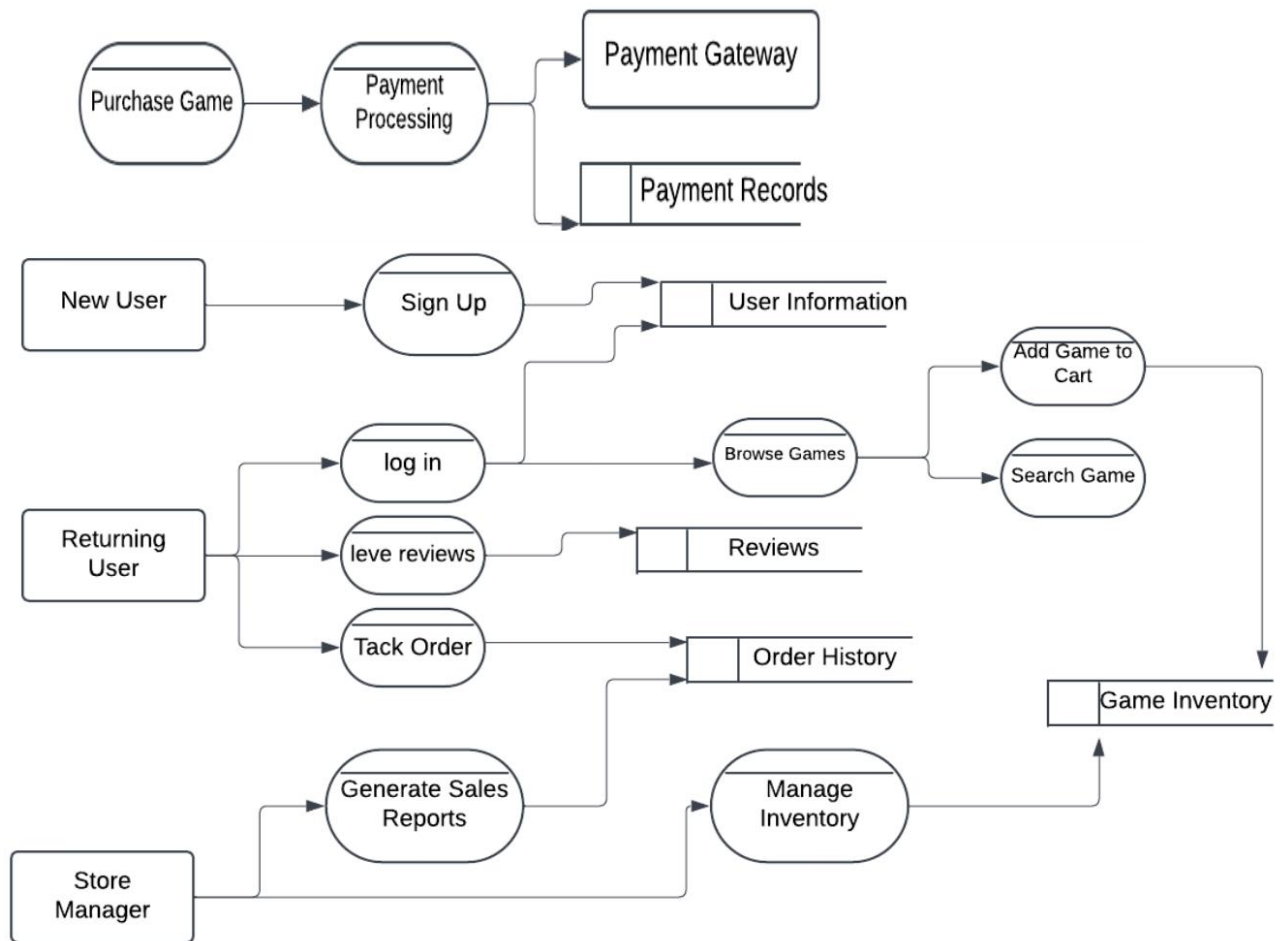 Payment Gateway
Purchase Game
Payment
Processing
Payment Records
New User
Sign Up
User Information
Add Game to
Cart
log in
Browse Games
Search Game
Returning
User
leve reviews
Reviews
Tack Order
Order History
Game Inventory
Generate Sales
Reports
Manage
Inventory
Store
Manager